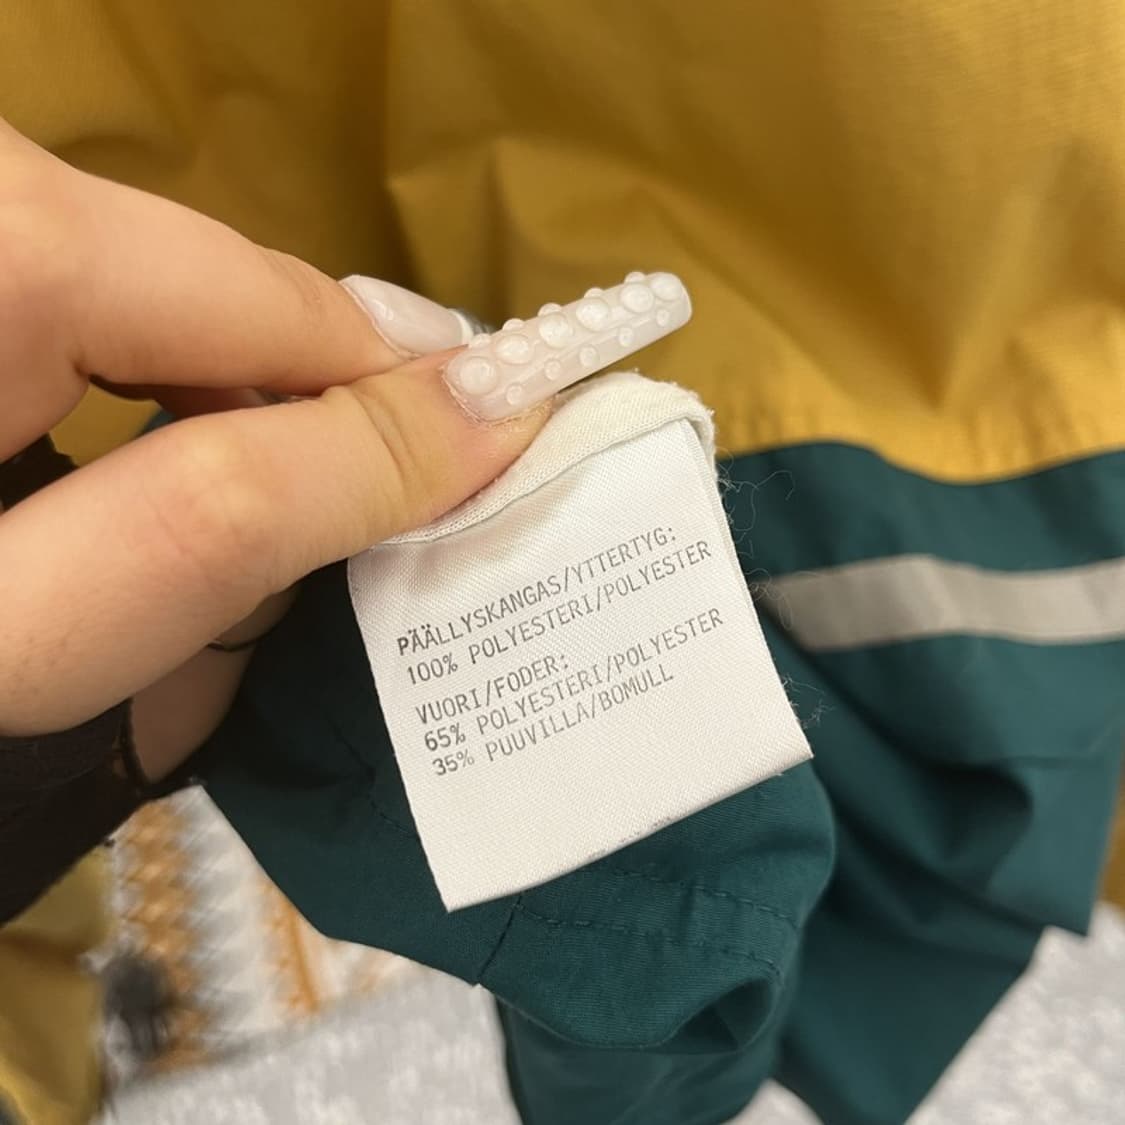 PÄÄLLYSKANGAS/YTTERTYG:
100% POLYESTERI/POLYESTER
VUORI/FODER:
65% POLYESTERI/POLYESTER
35% PUUVILLA/BOMULL